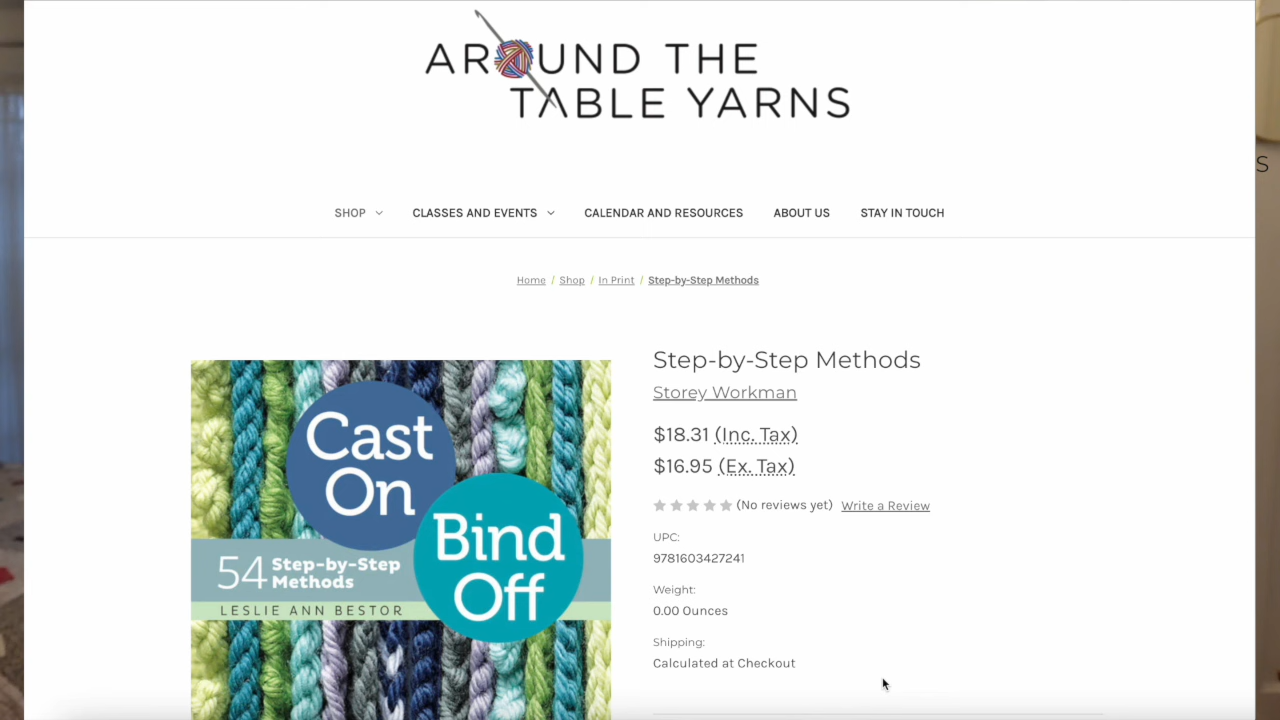 AROUND THE
TABLE YARNS
S
SHOP
CLASSES AND EVENTS
CALENDAR AND RESOURCES
ABOUT US
STAY IN TOUCH
Home / Shop / In Print / Step-by-Step Methods
Cast
On
Bind
Off
54 Step-by-Step
Methods
LESLIE ANN BESTOR
Step-by-Step Methods
Storey Workman
$18.31 (Inc. Tax)
$16.95 (Ex. Tax)
(No reviews yet) Write a Review
UPC:
9781603427241
Weight:
0.00 Ounces
Shipping:
Calculated at Checkout